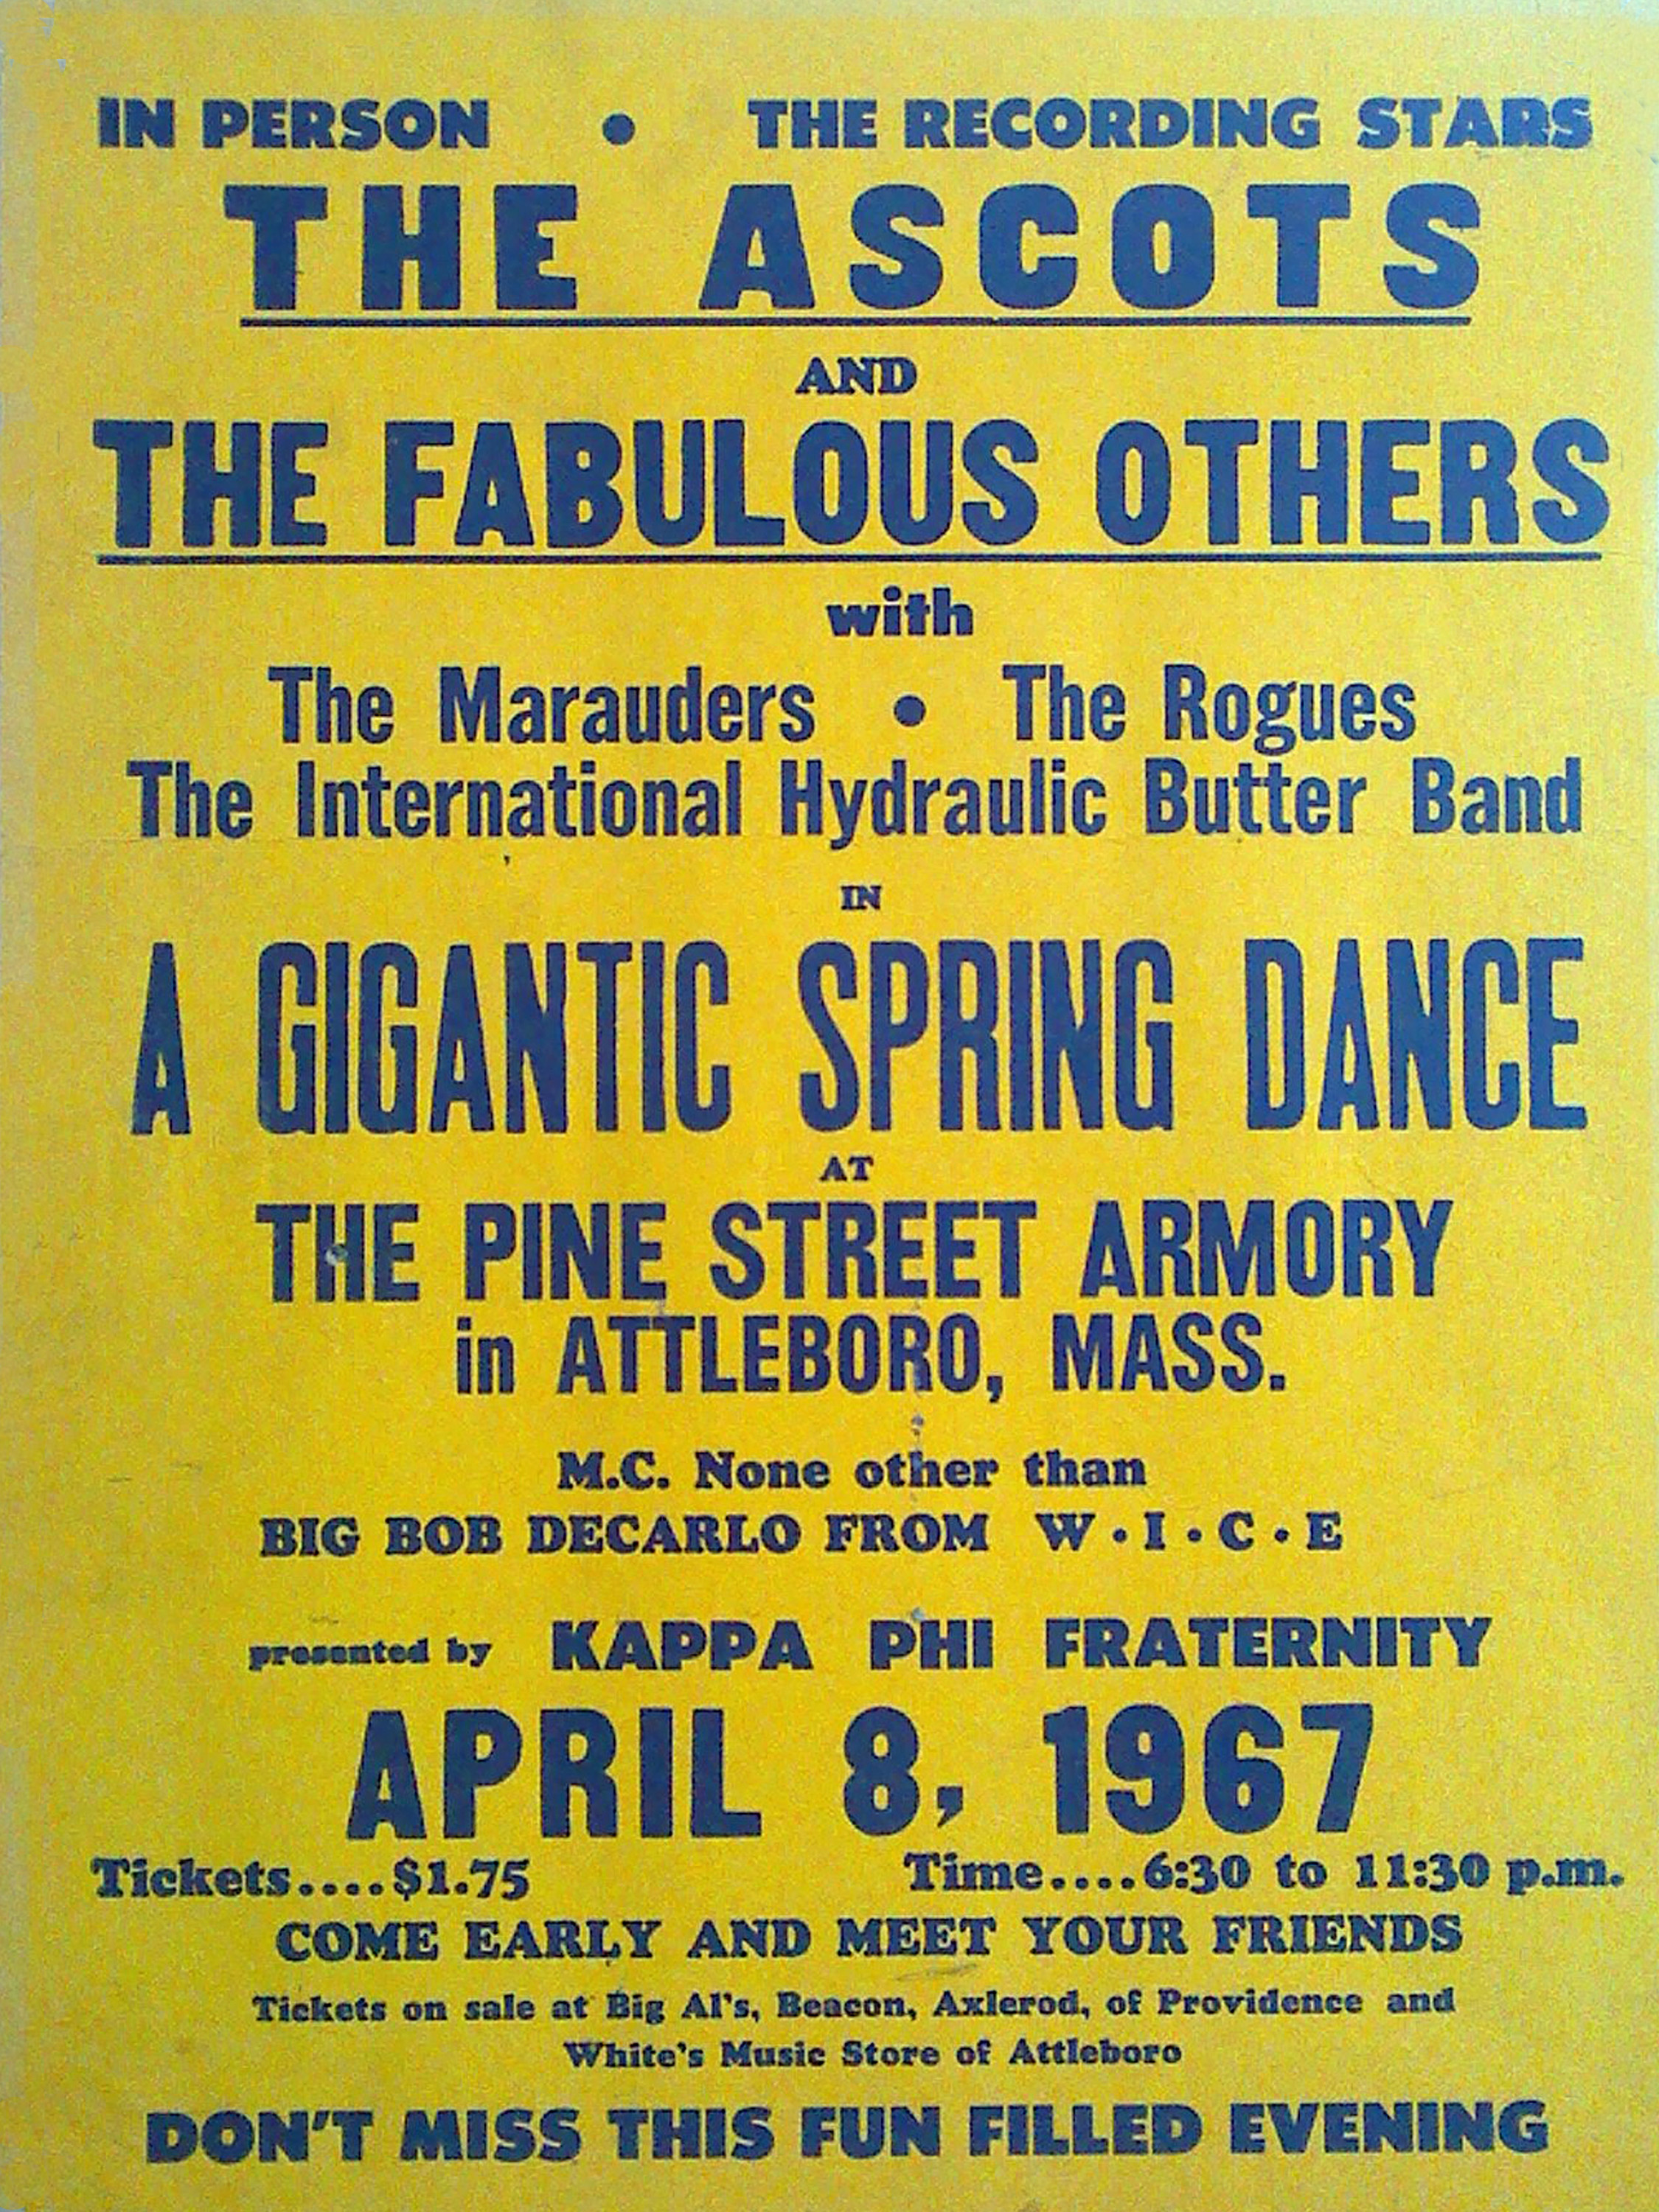 IN PERSON • THE RECORDING STARS
THE ASCOTS
AND
THE FABULOUS OTHERS
with
The Marauders • The Rogues
The International Hydraulic Butter Band
IN
A GIGANTIC SPRING DANCE
AT
THE PINE STREET ARMORY
in ATTLEBORO, MASS.
M.C. None other than
BIG BOB DECARLO FROM W•I•C•E
presented by KAPPA PHI FRATERNITY
APRIL 8, 1967
Tickets....$1.75 Time....6:30 to 11:30 p.m.
COME EARLY AND MEET YOUR FRIENDS
Tickets on sale at Big Al's, Beacon, Axlerod, of Providence and
White's Music Store of Attleboro
DON'T MISS THIS FUN FILLED EVENING